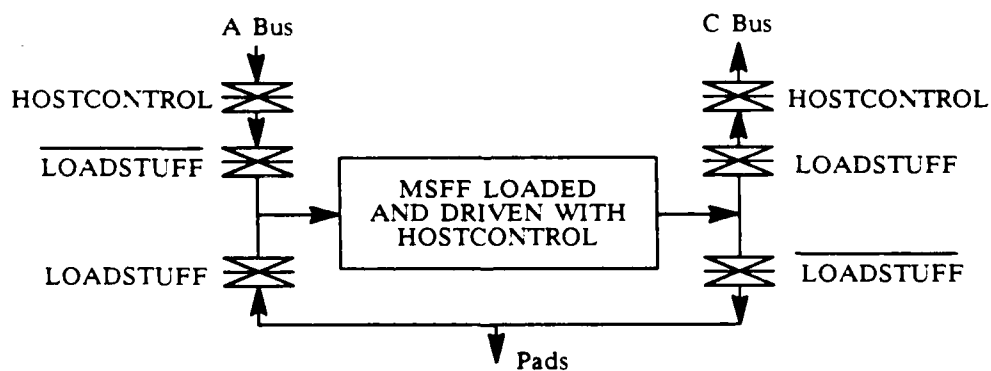 A Bus
C Bus
HOSTCONTROL
HOSTCONTROL
LOADSTUFF
LOADSTUFF
MSFF LOADED
AND DRIVEN WITH
HOSTCONTROL
LOADSTUFF
LOADSTUFF
Pads